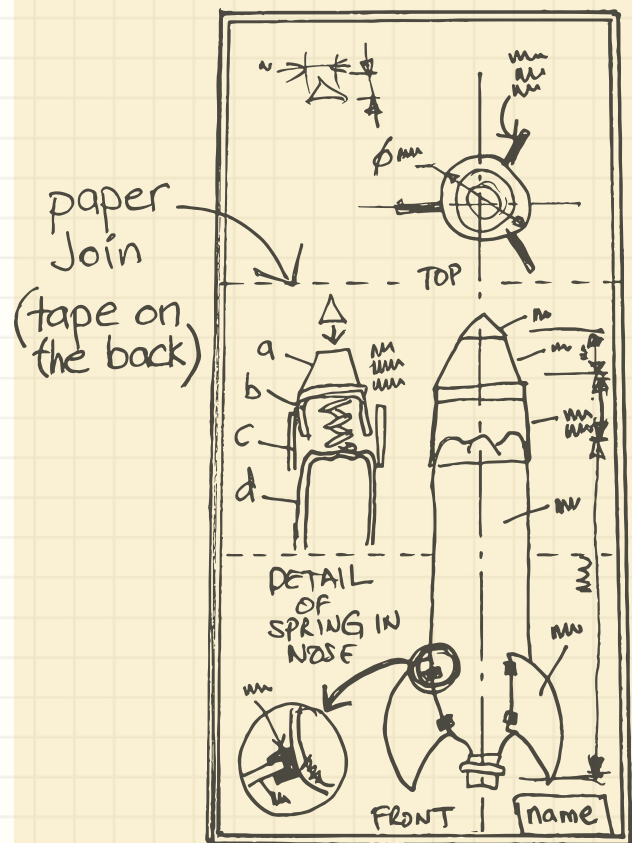 ø
TOP
paper
Join
(tape on
the back)
a
b
c
d
DETAIL
OF
SPRING IN
NOSE
FRONT
name